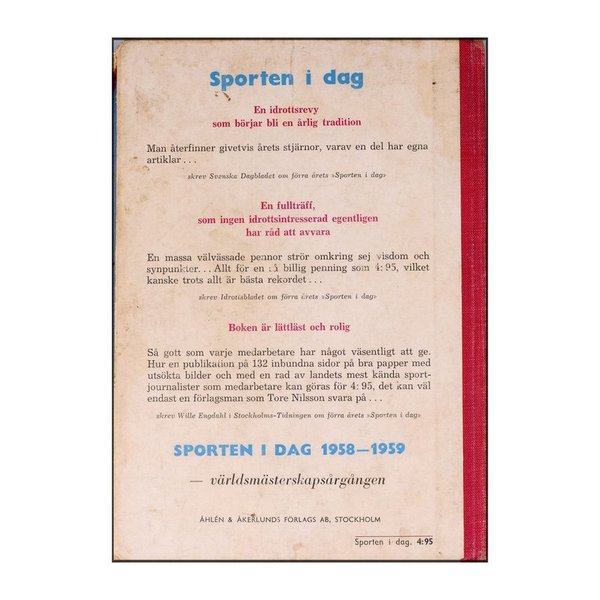 Sporten i dag
En idrottsrevy
som börjar bli en årlig tradition
Man återfinner givetvis årets stjärnor, varav en del har egna
artiklar ...
skrev Svenska Dagbladet om förra årets »Sporten i dag»
En fullträff,
som ingen idrottsintresserad egentligen
har råd att avvara
En massa välvässade pennor strör omkring sej visdom och
synpunkter... Allt för en så billig penning som 4:95, vilket
kanske trots allt är bästa rekordet ...
skrev Idrottsbladet om förra årets »Sporten i dag»
Boken är lättläst och rolig
Så gott som varje medarbetare har något väsentligt att ge.
Hur en publikation på 132 inbundna sidor på bra papper med
utsökta bilder och med en rad av landets mest kända sport-
journalister som medarbetare kan göras för 4:95, det kan väl
endast en förlagsman som Tore Nilsson svara på ...
skrev Wille Engdahl i Stockholms-Tidningen om förra årets »Sporten i dag»
SPORTEN I DAG 1958—1959
— världsmästerskapsårgången
ÅHLÉN & ÅKERLUNDS FÖRLAGS AB, STOCKHOLM
Sporten i dag. 4:95